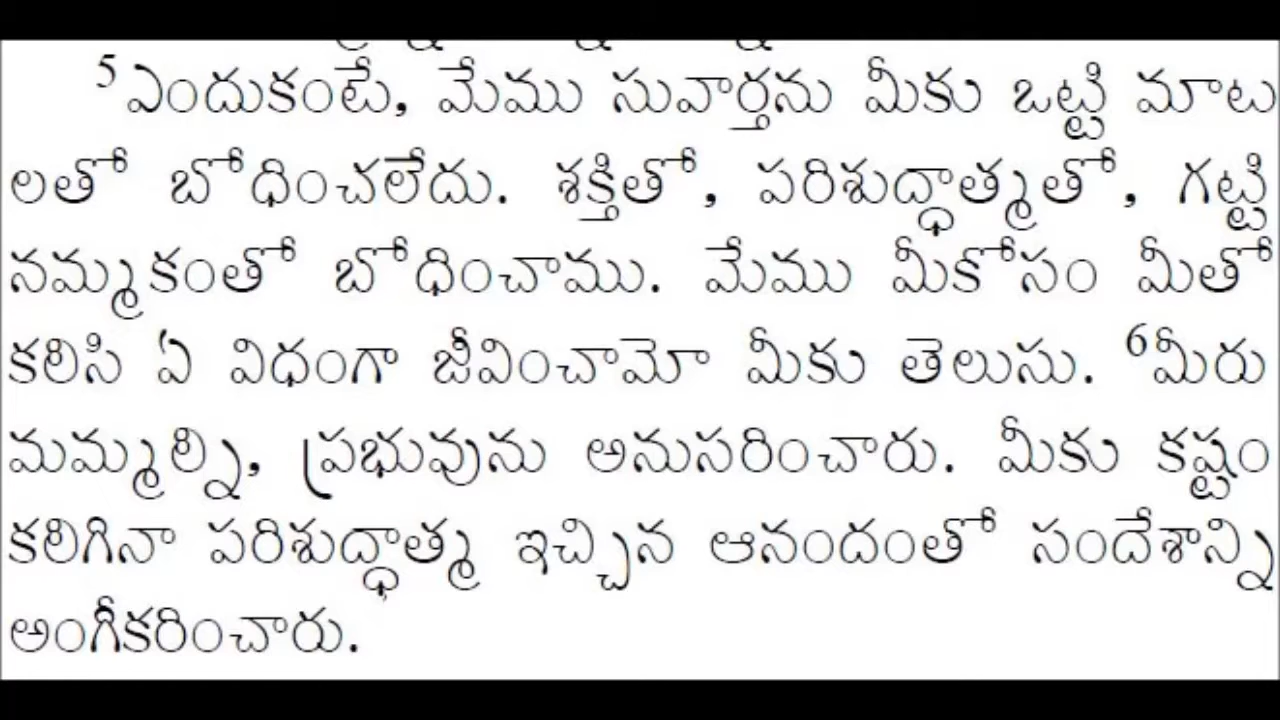 5ఎందుకంటే, మేము సువార్తను మీకు ఒట్టి మాట
లతో బోధించలేదు. శక్తితో, పరిశుద్ధాత్మతో, గట్టి
నమ్మకంతో బోధించాము. మేము మీకోసం మీతో
కలిసి ఏ విధంగా జీవించామో మీకు తెలుసు. 6మీరు
మమ్మల్ని, ప్రభువును అనుసరించారు. మీకు కష్టం
కలిగినా పరిశుద్ధాత్మ ఇచ్చిన ఆనందంతో సందేశాన్ని
అంగీకరించారు.